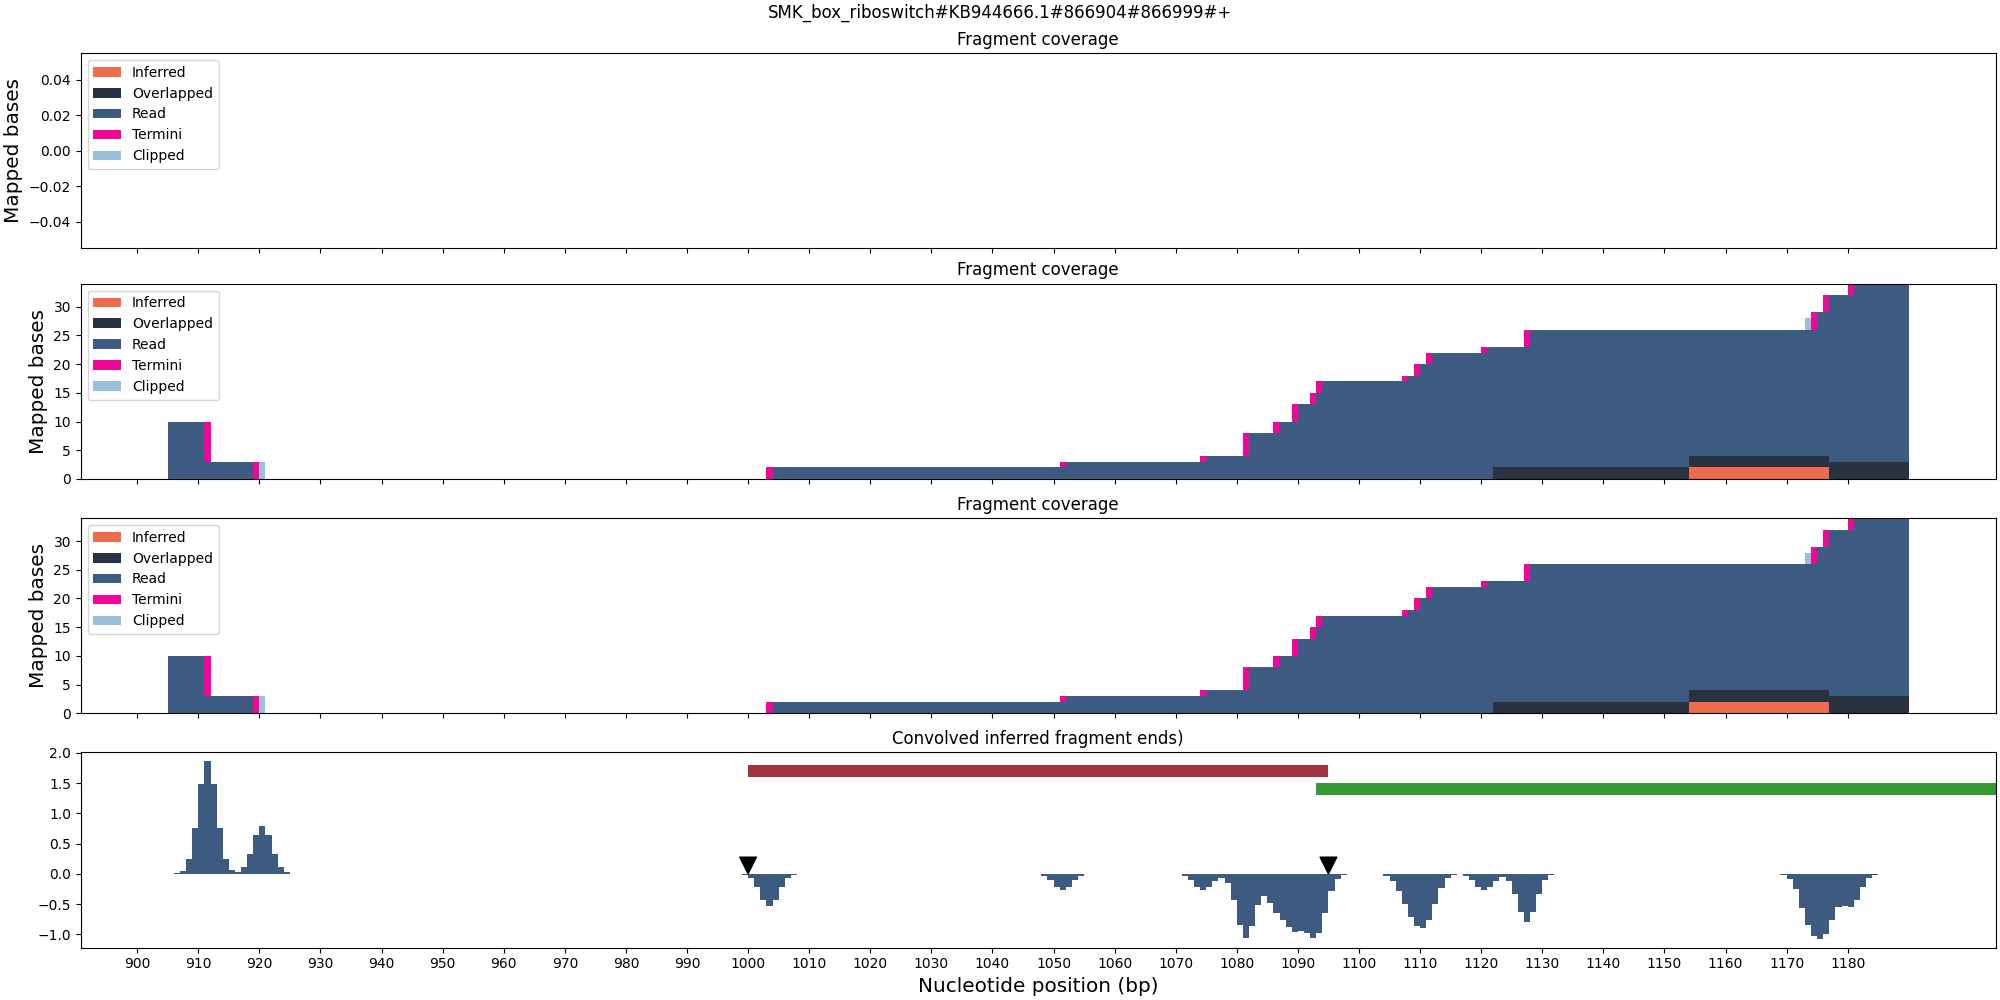 SMK_box_riboswitch#KB944666.1#866904#866999#+
Fragment coverage
Mapped bases
0.04
0.02
0.00
−0.02
−0.04
Inferred
Overlapped
Read
Termini
Clipped
Fragment coverage
Mapped bases
30
25
20
15
10
5
0
Inferred
Overlapped
Read
Termini
Clipped
Fragment coverage
Mapped bases
30
25
20
15
10
5
0
Inferred
Overlapped
Read
Termini
Clipped
Convolved inferred fragment ends)
2.0
1.5
1.0
0.5
0.0
−0.5
−1.0
900 910 920 930 940 950 960 970 980 990 1000 1010 1020 1030 1040 1050 1060 1070 1080 1090 1100 1110 1120 1130 1140 1150 1160 1170 1180
Nucleotide position (bp)